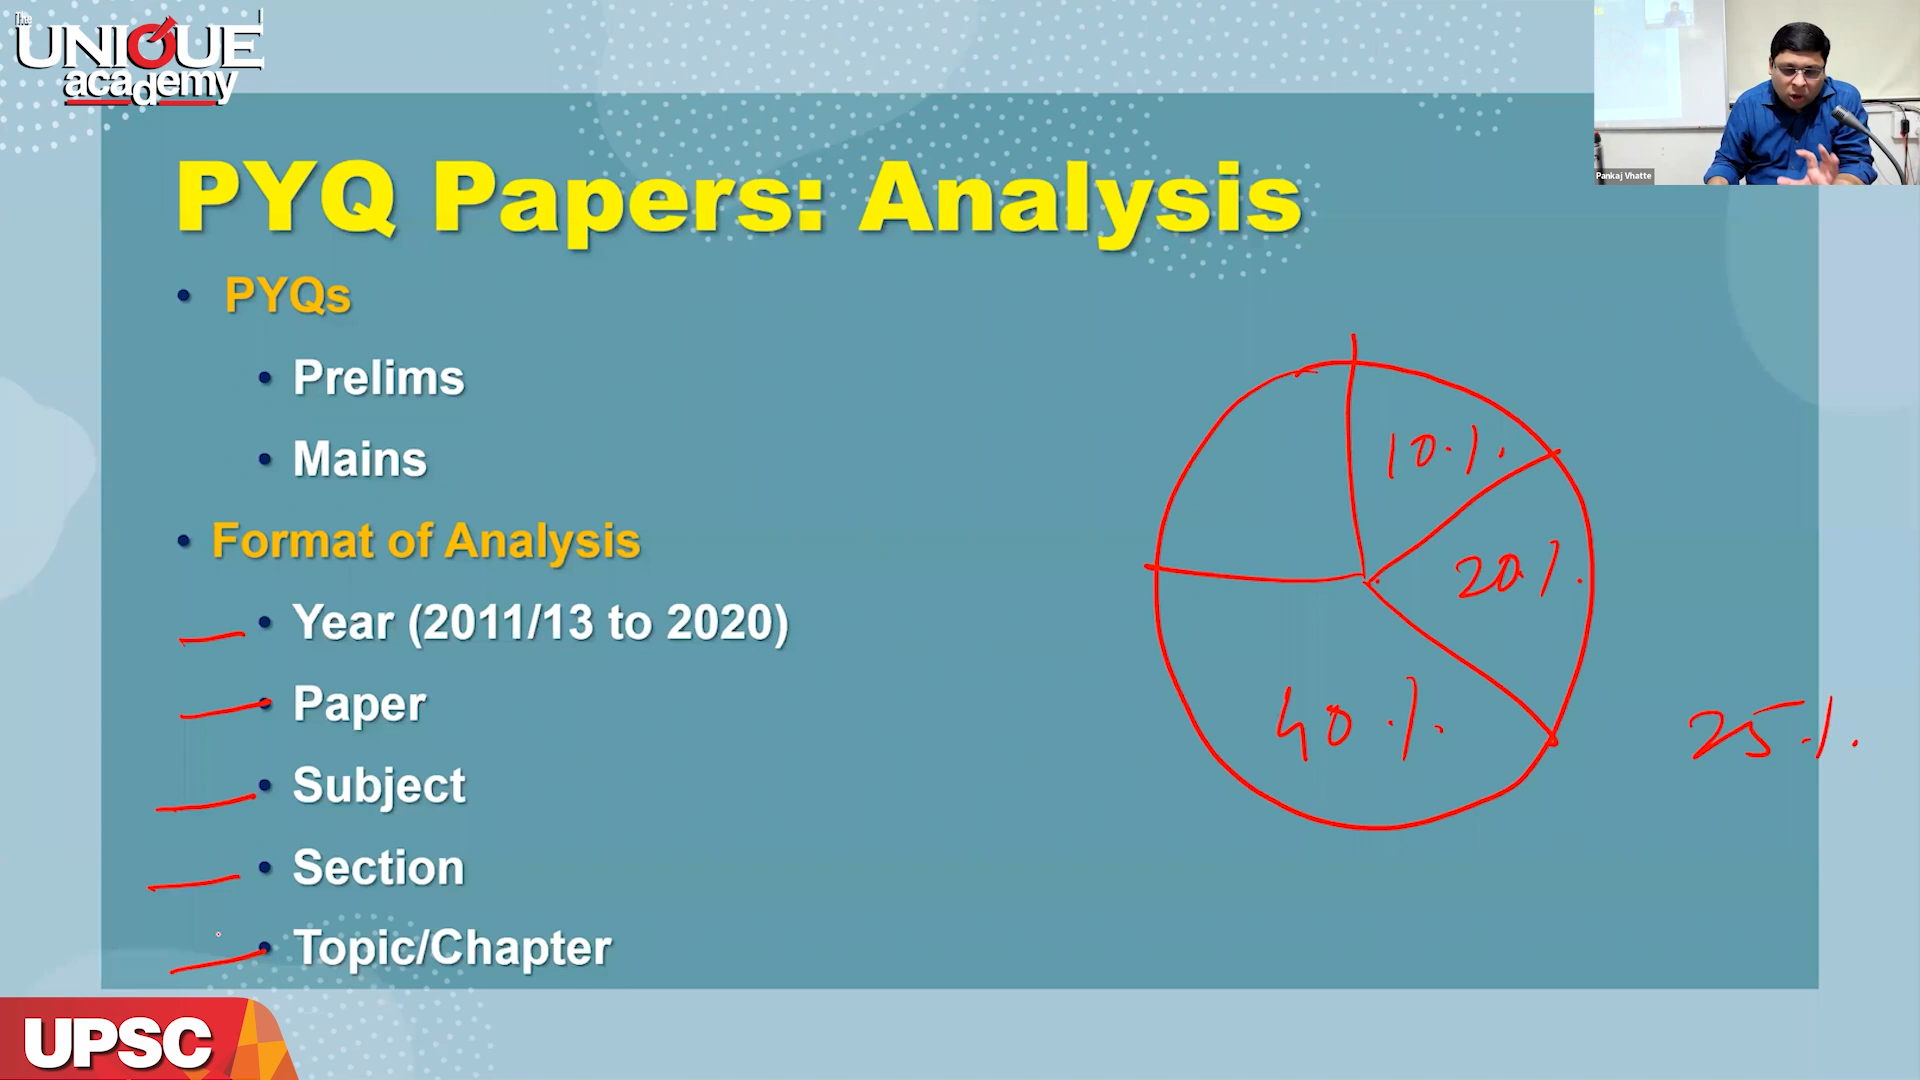 The
UNIQUE
academy
Pankaj Vhatte
PYQ Papers: Analysis
• PYQs
• Prelims
• Mains
• Format of Analysis
• Year (2011/13 to 2020)
• Paper
• Subject
• Section
• Topic/Chapter
10%
20%
40%
25%
UPSC